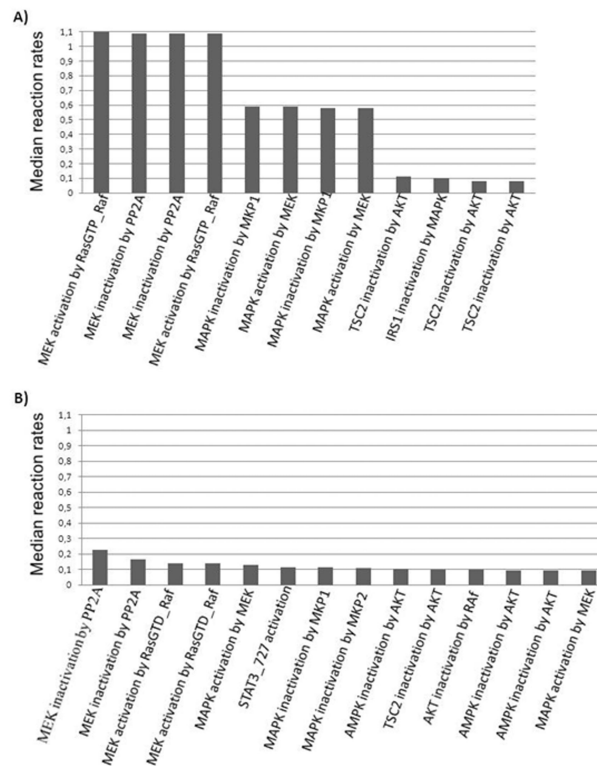 A)
Median reaction rates
1,1
1
0,9
0,8
0,7
0,6
0,5
0,4
0,3
0,2
0,1
0
MEK activation by RasGTP_Raf
MEK inactivation by PP2A
MEK inactivation by PP2A
MEK activation by RasGTP_Raf
MAPK inactivation by MKP1
MAPK activation by MEK
MAPK inactivation by MKP1
MAPK activation by MEK
TSC2 inactivation by AKT
IRS1 inactivation by MAPK
TSC2 inactivation by AKT
TSC2 inactivation by AKT
B)
Median reaction rates
1,1
1
0,9
0,8
0,7
0,6
0,5
0,4
0,3
0,2
0,1
0
MEK inactivation by PP2A
MEK inactivation by PP2A
MEK activation by RasGTD_Raf
MEK activation by RasGTD_Raf
MAPK activation by MEK
STAT3_727 activation
MAPK inactivation by MKP1
MAPK inactivation by MKP2
AMPK inactivation by AKT
TSC2 inactivation by AKT
AKT inactivation by RAf
AMPK inactivation by AKT
AMPK inactivation by AKT
MAPK activation by MEK